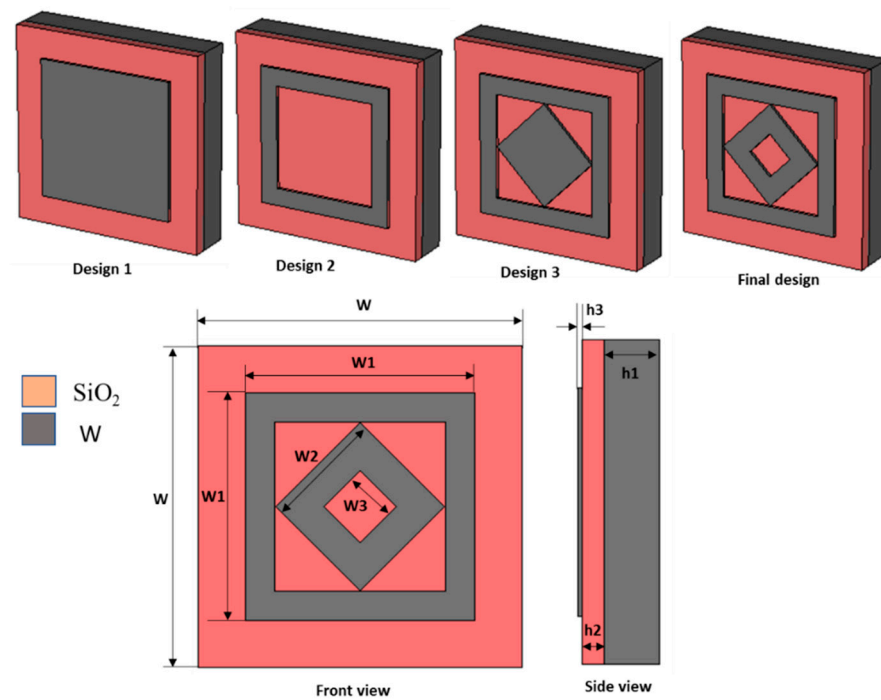 Design 1
Design 2
Design 3
Final design
W
h3
W1
h1
SiO₂
W
W2
W
W1
W3
h2
Front view
Side view